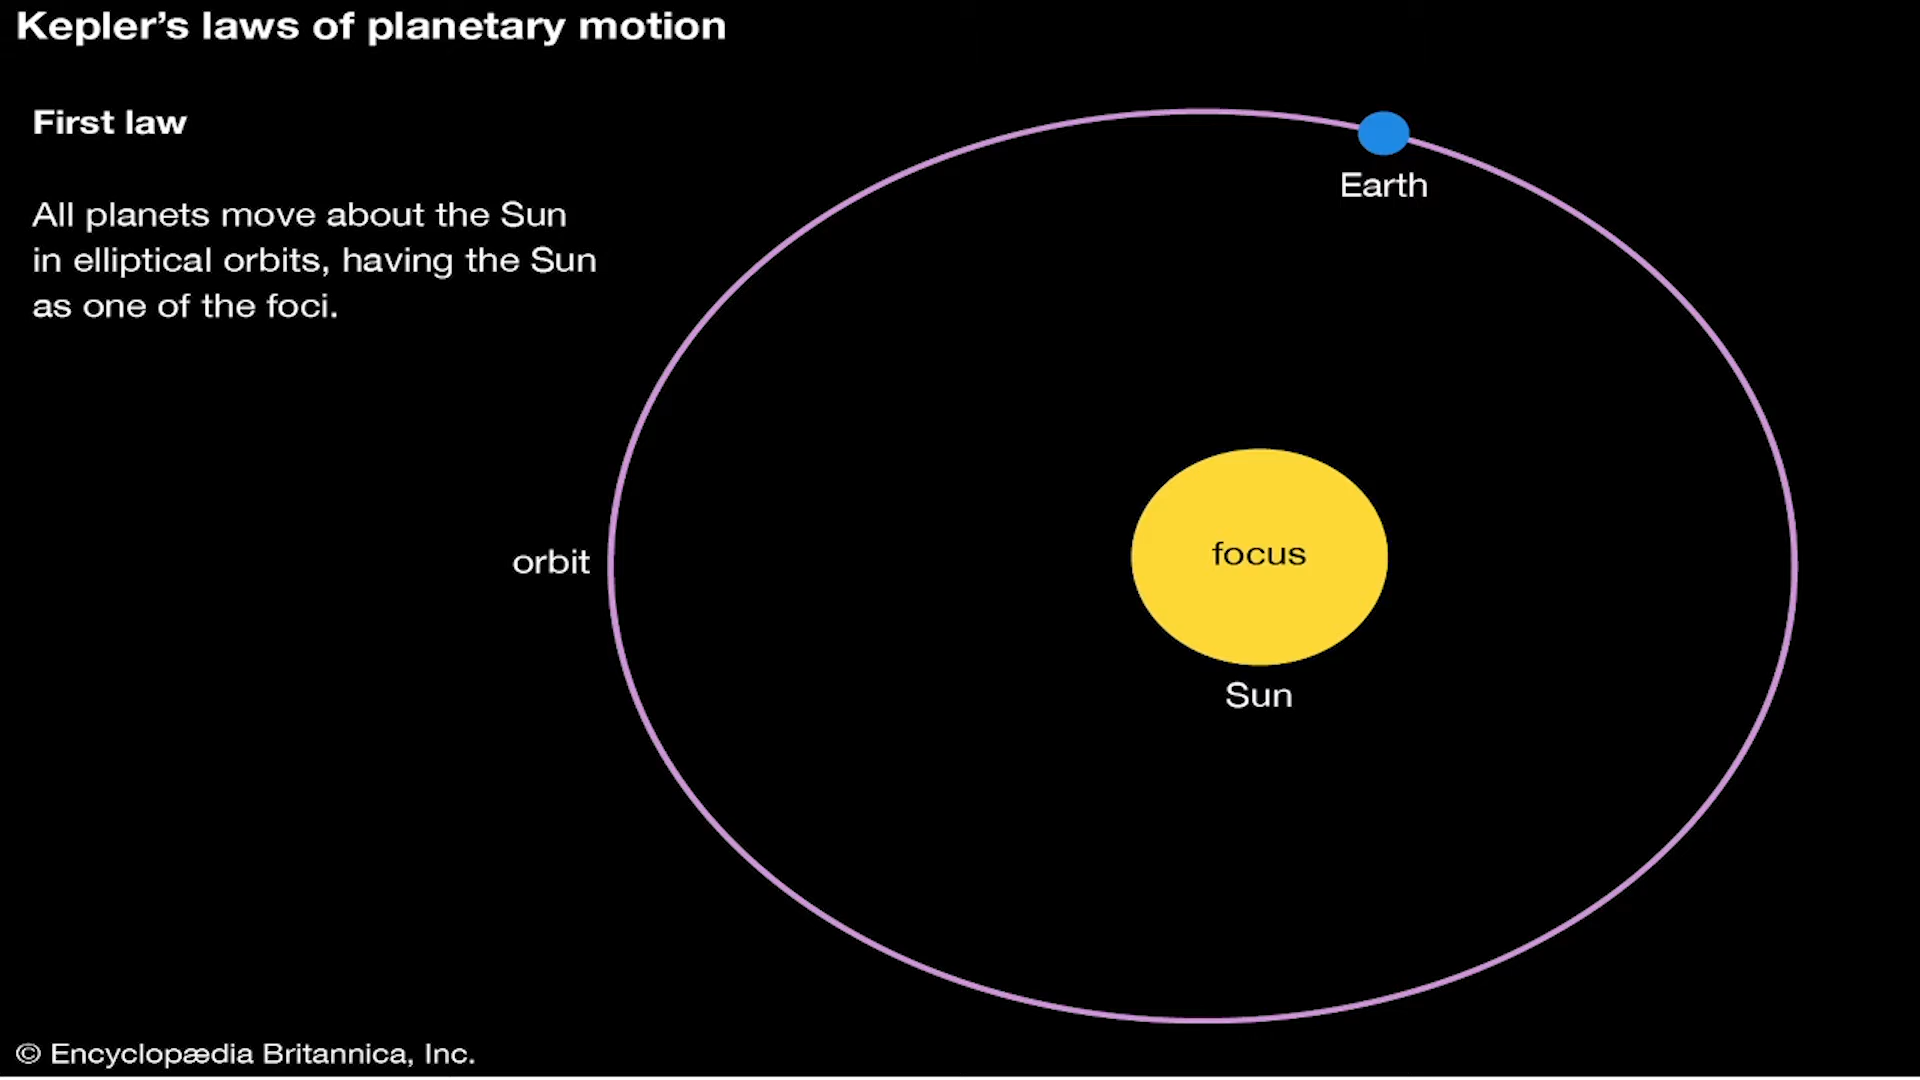 Kepler’s laws of planetary motion
First law
All planets move about the Sun
in elliptical orbits, having the Sun
as one of the foci.
Earth
orbit
focus
Sun
© Encyclopædia Britannica, Inc.